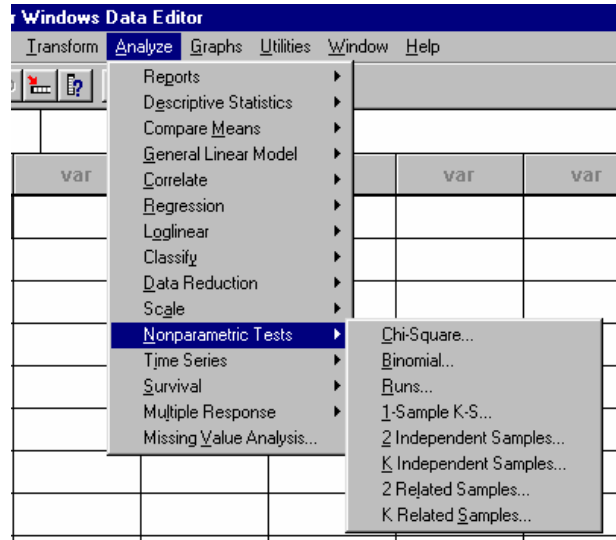 r Windows Data Editor
Transform Analyze Graphs Utilities Window Help
var var var
Reports
Descriptive Statistics
Compare Means
General Linear Model
Correlate
Regression
Loglinear
Classify
Data Reduction
Scale
Nonparametric Tests
Time Series
Survival
Multiple Response
Missing Value Analysis...
Chi-Square...
Binomial...
Runs...
1-Sample K-S...
2 Independent Samples...
K Independent Samples...
2 Related Samples...
K Related Samples...